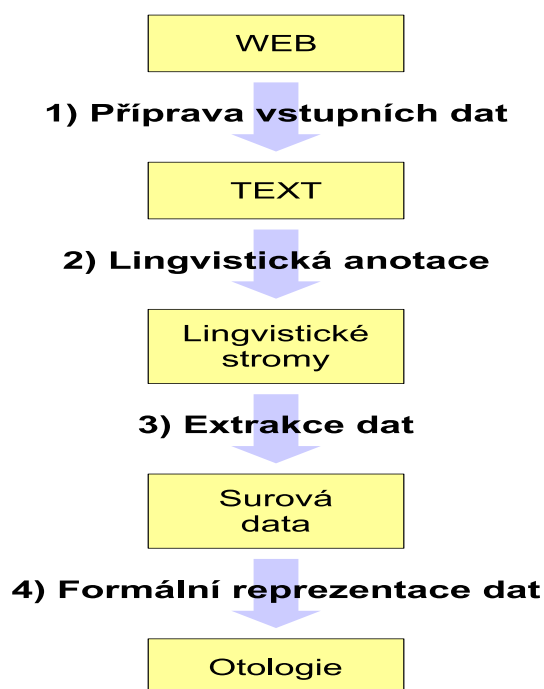 WEB
1) Příprava vstupních dat
TEXT
2) Lingvistická anotace
Lingvistické
stromy
3) Extrakce dat
Surová
data
4) Formální reprezentace dat
Otologie